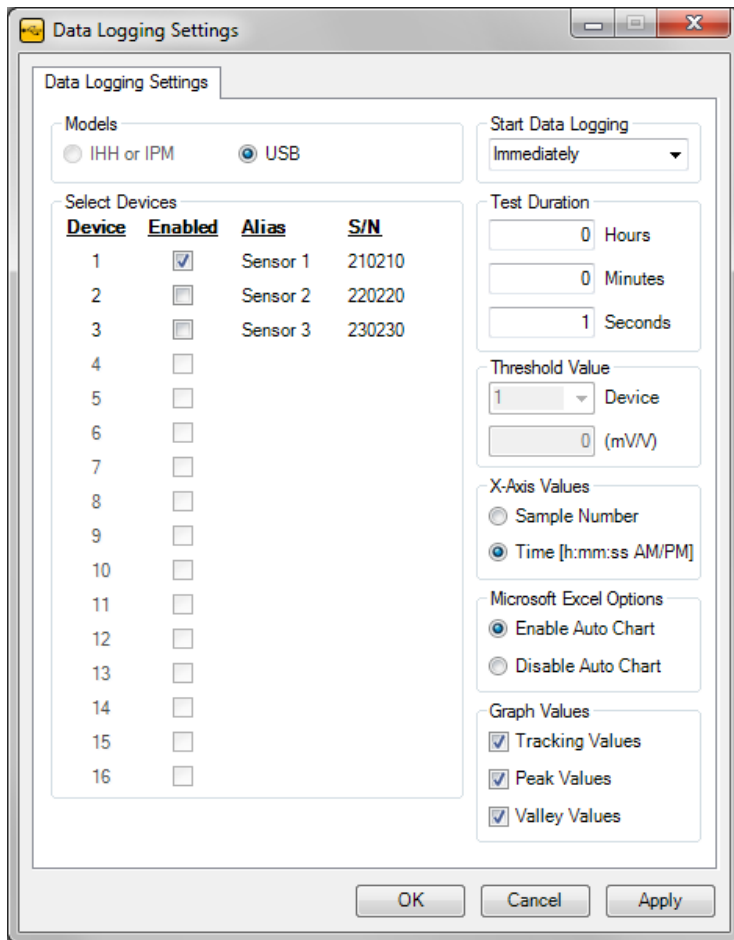 Data Logging Settings
Data Logging Settings
Models
IHH or IPM USB
Select Devices
Device Enabled Alias S/N
1 Sensor 1 210210
2 Sensor 2 220220
3 Sensor 3 230230
4
5
6
7
8
9
10
11
12
13
14
15
16
Start Data Logging
Immediately
Test Duration
0 Hours
0 Minutes
1 Seconds
Threshold Value
1 Device
0 (mV/V)
X-Axis Values
Sample Number
Time [h:mm:ss AM/PM]
Microsoft Excel Options
Enable Auto Chart
Disable Auto Chart
Graph Values
Tracking Values
Peak Values
Valley Values
OK Cancel Apply